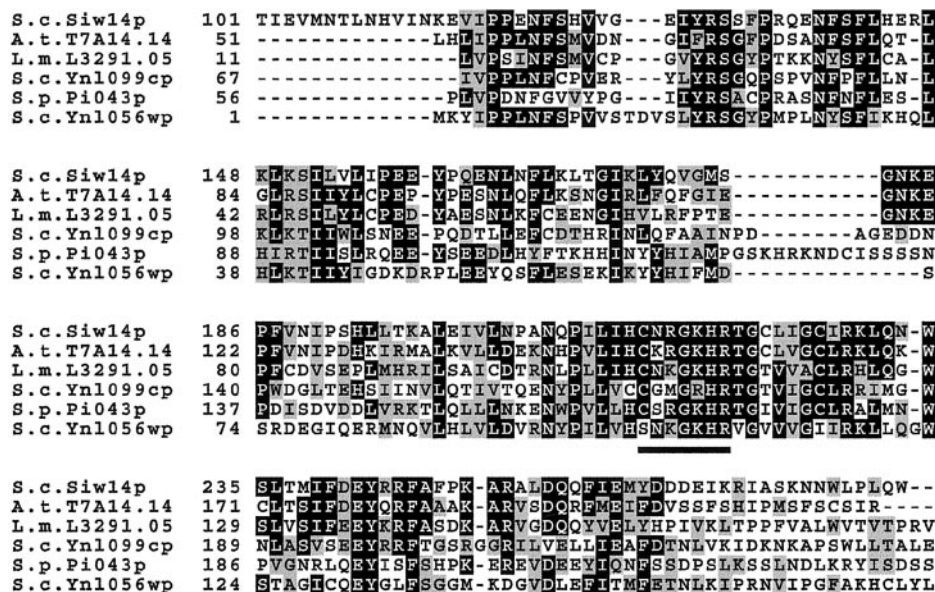 S.c.Siw14p 101 TIEVMNTLNHVINKEVIPPENFSHVVG---EIYRSSFPRQENFSFLHERL
A.t.T7A14.14 51 --------------LHLIPPLNFSMVDN---GIFRSGFPDSANFSFLQT-L
L.m.L3291.05 11 ---------------LVPSINFSMVCP---GVYRSGYPTKKNYSFLCA-L
S.c.Ynl099cp 67 ---------------IVPPLNFCPVER---YLYRSGQPSPVNFPFLLN-L
S.p.Pi043p 56 --------------PLVPDNFGVVYPG---IIYRSACPRASNFNFLES-L
S.c.Ynl056wp 1 -------------MKYIPPLNFSPVVSTDVSLYRSGYPMPLNYSFIKHQL
S.c.Siw14p 148 KLKSILVLIPEE-YPQENLNFLKLTGIKLYQVGMS-----------GNKE
A.t.T7A14.14 84 GLRSIIYLCPEP-YPESNLQFLKSNGIRLFQFGIE-----------GNKE
L.m.L3291.05 42 RLRSILYLCPED-YAESNLKFCEENGIHVLRFPTE-----------GNKE
S.c.Ynl099cp 98 KLKTIIWLSNEE-PQDTLLEFCDTHRINLQFAAINPD-------AGEDDN
S.p.Pi043p 88 HIRTIISLRQEE-YSEEDLHYFTKHHINYYHIAMPGSKHRKNDCISSSSN
S.c.Ynl056wp 38 HLKTIIYIGDKDRPLEEYQSFLESEKIKYYHIFMD--------------S
S.c.Siw14p 186 PFVNIPSHLLTKALEIVLNPANQPILIHCNRGKHRTGCLIGCIRKLQN-W
A.t.T7A14.14 122 PFVNIPDHKIRMALKVLLDEKNHPVLIHCKRGKHRTGCLVGCLRKLQK-W
L.m.L3291.05 80 PFCDVSEPLMHRILSAICDTRNLPLLIHCNKGKHRTGTVVACLRHLQG-W
S.c.Ynl099cp 140 PWDGLTEHSIINVLQTIVTQENYPLLVCCGMGRHRTGTVIGCLRRIMG-W
S.p.Pi043p 137 PDISDVDDLVRKTLQLLLNKENWPVLLHCSRGKHRTGIVIGCLRALMN-W
S.c.Ynl056wp 74 SRDEGIQERMNQVLHLVLDVRNYPILVHSNKGKHRVGVVVGIIRKLLQGW
S.c.Siw14p 235 SLTMIFDEYRRFAFPK-ARALDQQFIEMYDDDEIKRIASKNNWLPLQW--
A.t.T7A14.14 171 CLTSIFDEYQRFAAAK-ARVSDQRFMEIFDVSSFSHIPMSFSCSIR----
L.m.L3291.05 129 SLVSIFEEYKRFASDK-ARVGDQQYVELYHPIVKLTPPFVALWVTVTPRV
S.c.Ynl099cp 189 NLASVSEEYRRFTGSRGGRILVELLIEAFDTNLVKIDKNKAPSWLLTALE
S.p.Pi043p 186 PVGNRLQEYISFSHPK-EREVDEEYIQNFSSDPSLKSSLNDLKRYISDSS
S.c.Ynl056wp 124 STAGICQEYGLFSGGM-KDGVDLEFITMFETNLKIPRNVIPGFAKHCLYL